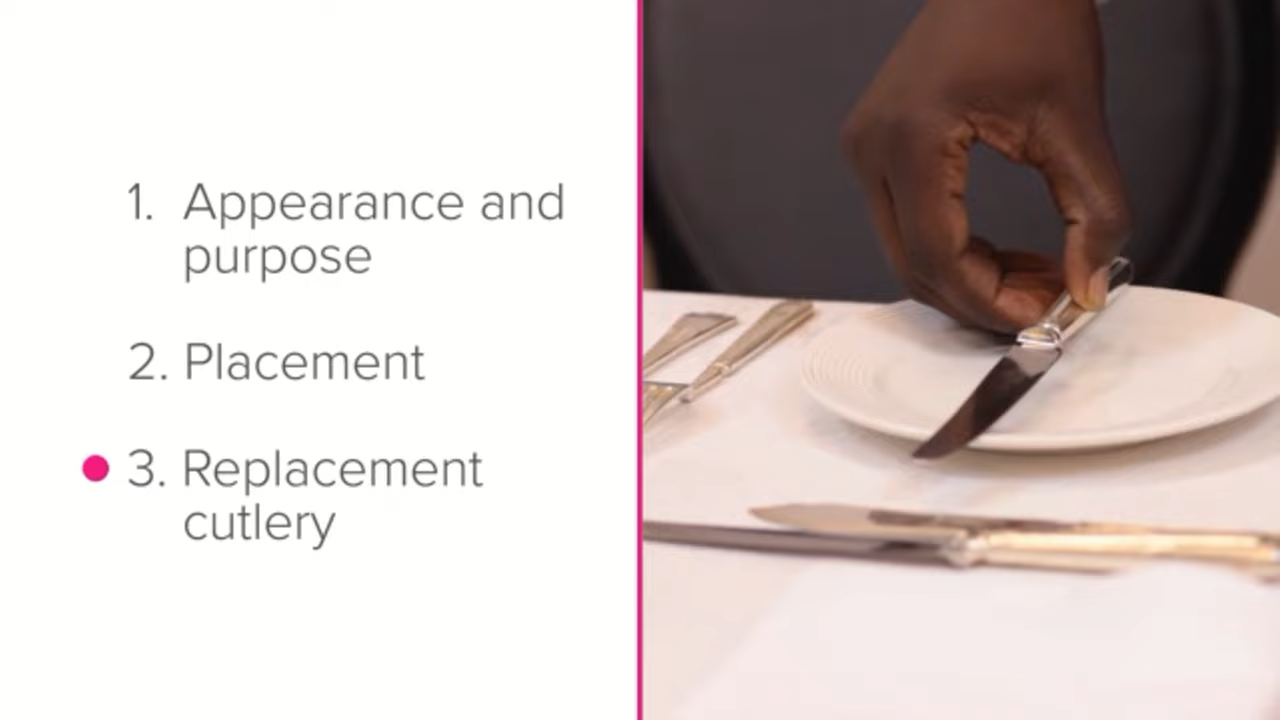 1. Appearance and
purpose
2. Placement
3. Replacement
cutlery